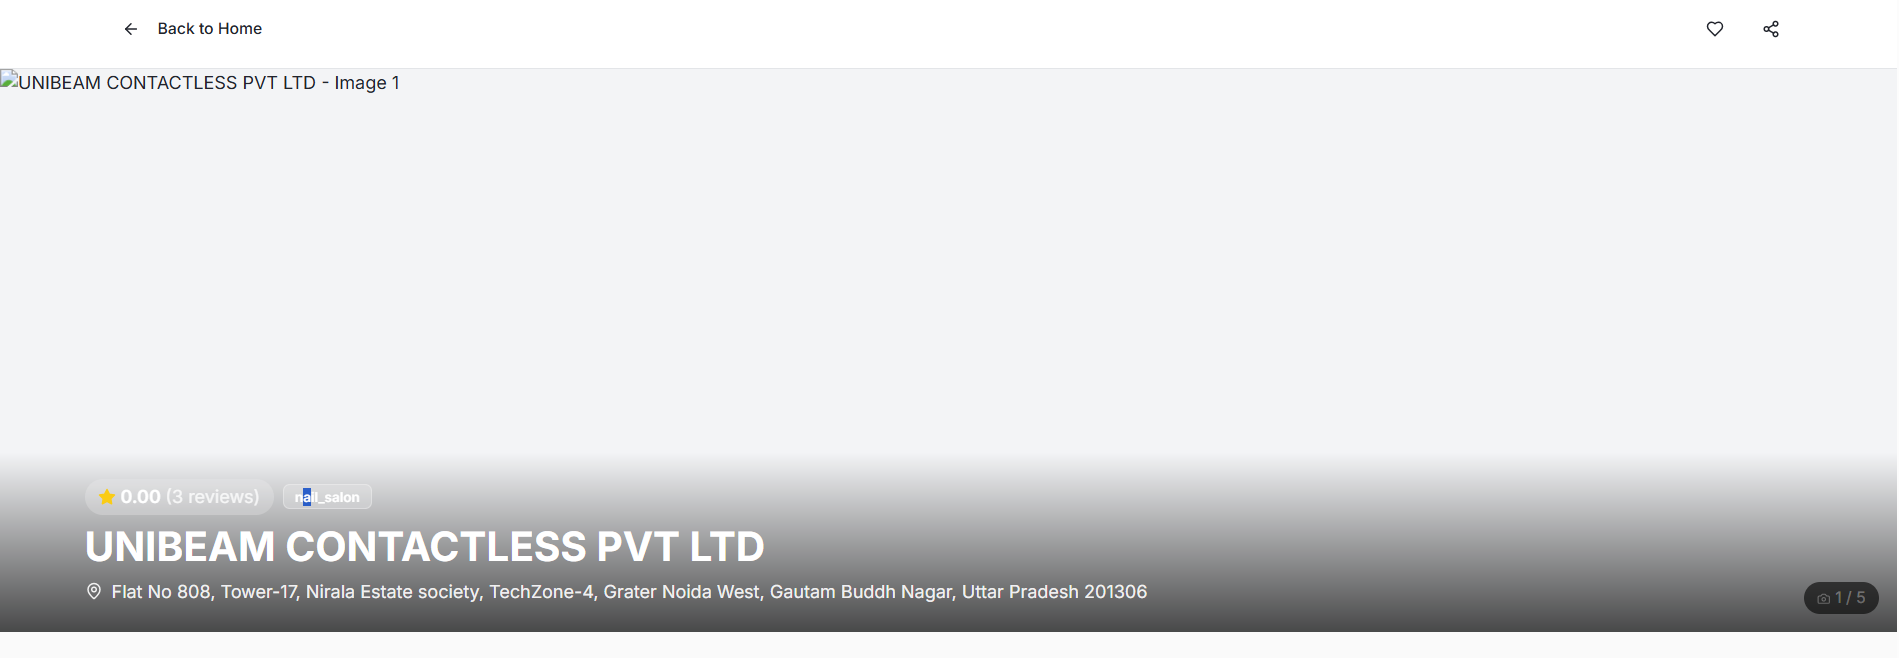 Back to Home
UNIBEAM CONTACTLESS PVT LTD - Image 1
0.00 (3 reviews)
nail_salon
UNIBEAM CONTACTLESS PVT LTD
Flat No 808, Tower-17, Nirala Estate society, TechZone-4, Grater Noida West, Gautam Buddh Nagar, Uttar Pradesh 201306
1 / 5